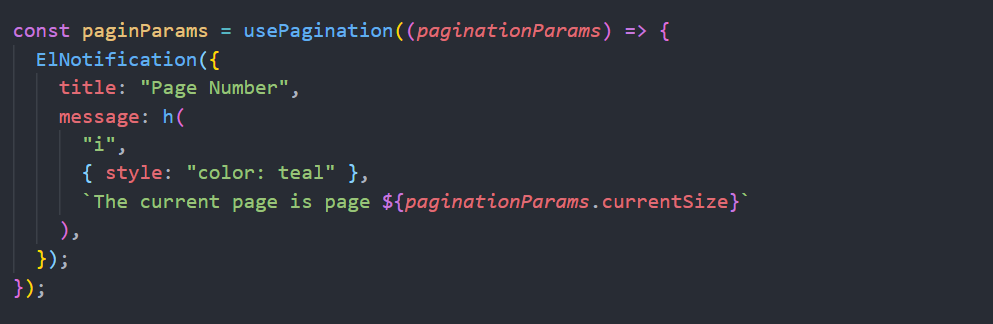 const paginParams = usePagination((paginationParams) => {
ElNotification({
title: "Page Number",
message: h(
"i",
{ style: "color: teal" },
`The current page is page ${paginationParams.currentSize}`
),
});
});